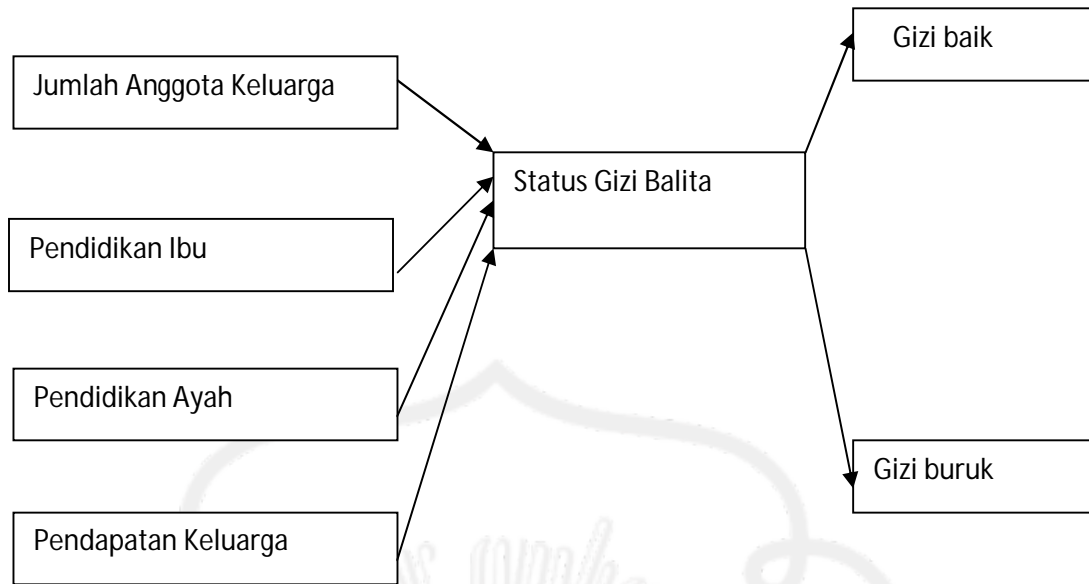 Gizi baik
Jumlah Anggota Keluarga
Status Gizi Balita
Pendidikan Ibu
Pendidikan Ayah
Gizi buruk
Pendapatan Keluarga